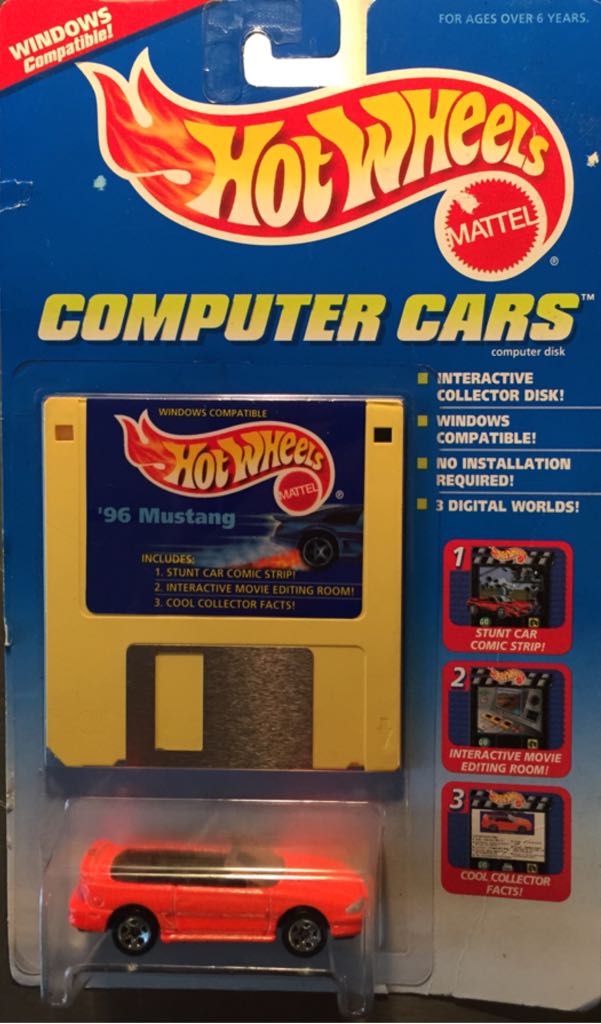 WINDOWS
Compatible!
FOR AGES OVER 6 YEARS.
HOT WHEELS
MATTEL
®
COMPUTER CARS™
computer disk
INTERACTIVE
COLLECTOR DISK!
WINDOWS
COMPATIBLE!
NO INSTALLATION
REQUIRED!
3 DIGITAL WORLDS!
WINDOWS COMPATIBLE
HOT WHEELS
MATTEL
®
'96 Mustang
INCLUDES:
1. STUNT CAR COMIC STRIP!
2. INTERACTIVE MOVIE EDITING ROOM!
3. COOL COLLECTOR FACTS!
1
STUNT CAR
COMIC STRIP!
2
INTERACTIVE MOVIE
EDITING ROOM!
3
COOL COLLECTOR
FACTS!